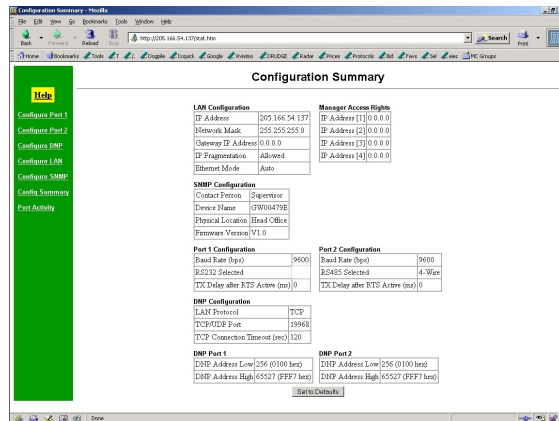 Configuration Summary - Mozilla
File Edit View Go Bookmarks Tools Window Help
Back Forward Reload Stop http://205.166.54.137/stat.htm Search Print
Home Bookmarks Tools Dogpile Ixquick Google Vivisimo DRUDGE Radar Prices Protocols Bid Favs Sel eeec MC Groups
Configuration Summary
Help
Configure Port 1
Configure Port 2
Configure DNP
Configure LAN
Configure SNMP
Config Summary
Port Activity
LAN Configuration
IP Address 205.166.54.137
Network Mask 255.255.255.0
Gateway IP Address 0.0.0.0
IP Fragmentation Allowed
Ethernet Mode Auto
Manager Access Rights
IP Address [1] 0.0.0.0
IP Address [2] 0.0.0.0
IP Address [3] 0.0.0.0
IP Address [4] 0.0.0.0
SNMP Configuration
Contact Person Supervisor
Device Name GW00479E
Physical Location Head Office
Firmware Version V1.0
Port 1 Configuration
Baud Rate (bps) 9600
RS232 Selected
TX Delay after RTS Active (ms) 0
Port 2 Configuration
Baud Rate (bps) 9600
RS485 Selected 4-Wire
TX Delay after RTS Active (ms) 0
DNP Configuration
LAN Protocol TCP
TCP/UDP Port 19968
TCP Connection Timeout (sec) 120
DNP Port 1
DNP Address Low 256 (0100 hex)
DNP Address High 65527 (FFF7 hex)
DNP Port 2
DNP Address Low 256 (0100 hex)
DNP Address High 65527 (FFF7 hex)
Set to Defaults
Done